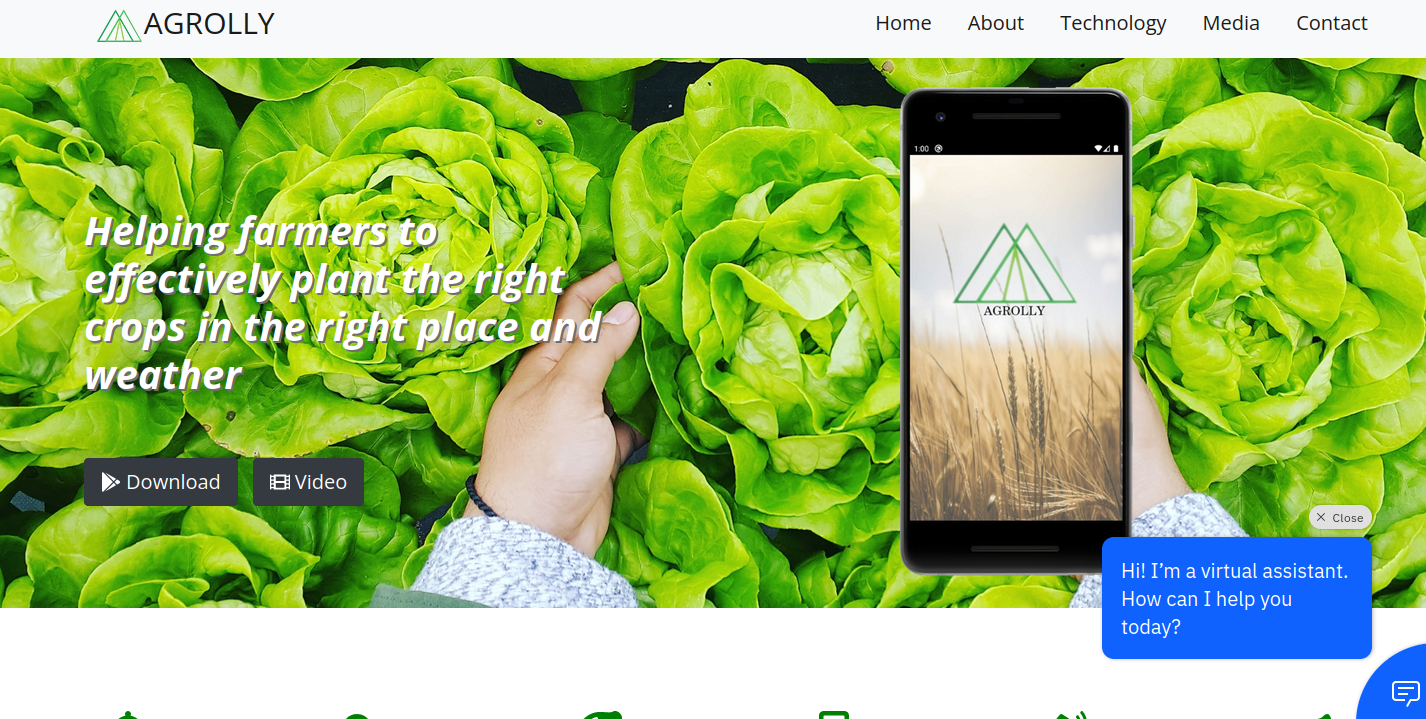 AGROLLY
Home
About
Technology
Media
Contact
1:00
AGROLLY
Helping farmers to
effectively plant the right
crops in the right place and
weather
Download
Video
Close
Hi! I’m a virtual assistant.
How can I help you
today?